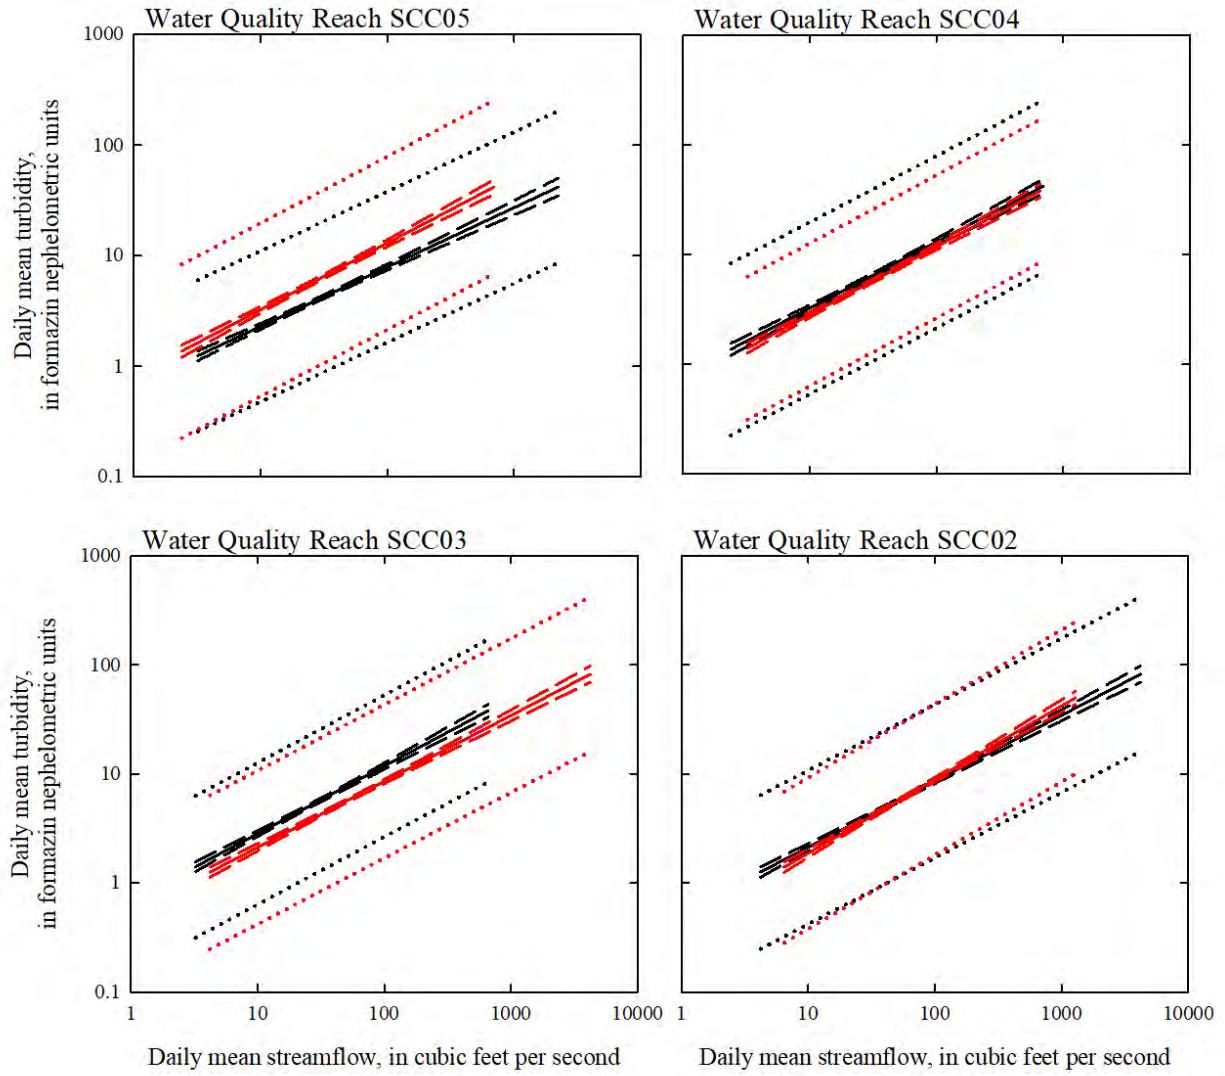 Water Quality Reach SCC05
Water Quality Reach SCC04
1000
100
10
1
0.1
Daily mean turbidity,
in formazin nephelometric units
Water Quality Reach SCC03
Water Quality Reach SCC02
1000
100
10
1
0.1
Daily mean turbidity,
in formazin nephelometric units
1 10 100 1000 10000
1 10 100 1000 10000
Daily mean streamflow, in cubic feet per second
Daily mean streamflow, in cubic feet per second